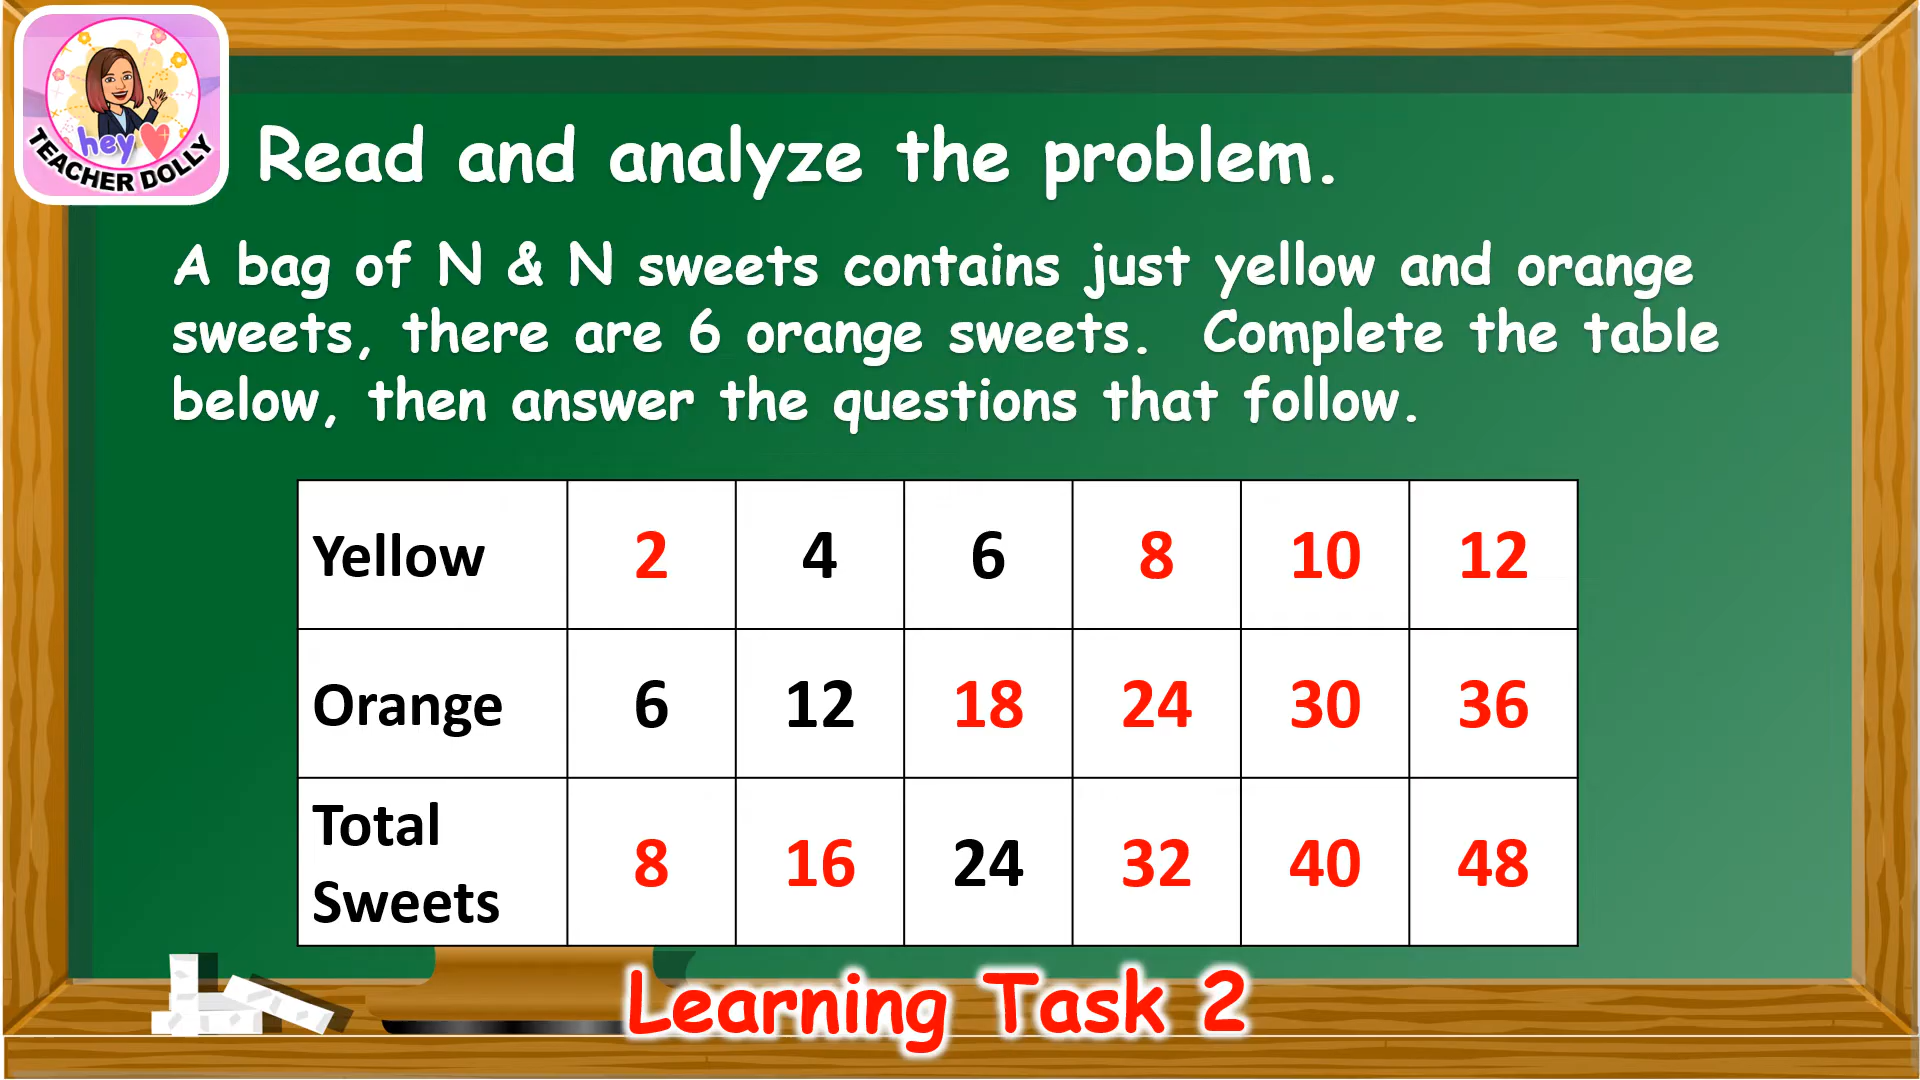 hey
TEACHER DOLLY
Read and analyze the problem.
A bag of N & N sweets contains just yellow and orange
sweets, there are 6 orange sweets. Complete the table
below, then answer the questions that follow.
Yellow 2 4 6 8 10 12
Orange 6 12 18 24 30 36
Total
Sweets 8 16 24 32 40 48
Learning Task 2